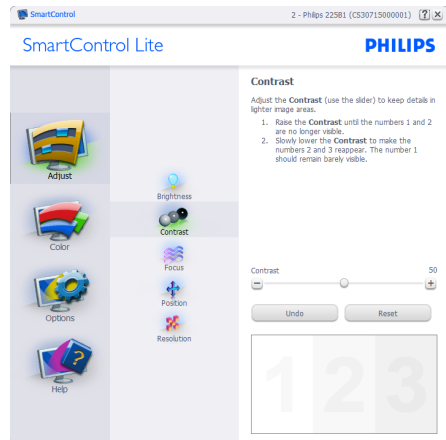 SmartControl
2 - Philips 225B1 (CS30715000001) ? X
SmartControl Lite
PHILIPS
Adjust
Color
Options
Help
Brightness
Contrast
Focus
Position
Resolution
Contrast
Adjust the Contrast (use the slider) to keep details in
lighter image areas.
1. Raise the Contrast until the numbers 1 and 2
are no longer visible.
2. Slowly lower the Contrast to make the
numbers 2 and 3 reappear. The number 1
should remain barely visible.
Contrast 50
Undo Reset
1 2 3